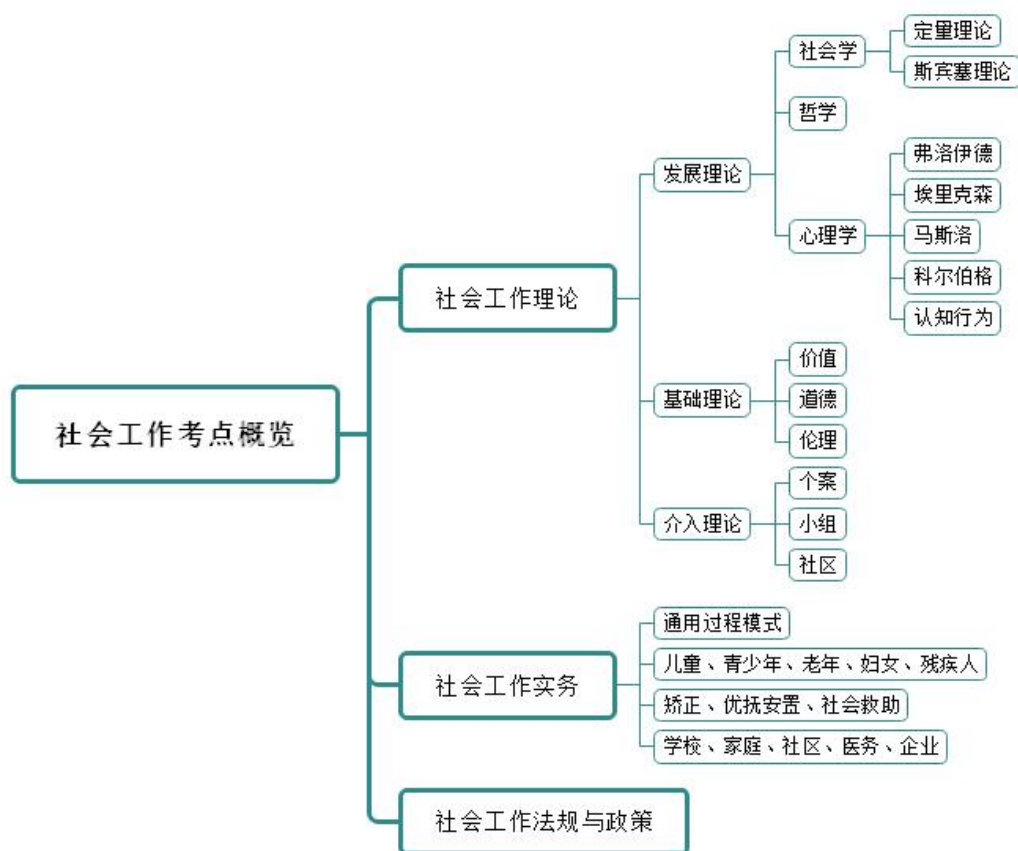 社会工作考点概览
社会工作理论
发展理论
社会学
定量理论
斯宾塞理论
哲学
心理学
弗洛伊德
埃里克森
马斯洛
科尔伯格
认知行为
基础理论
价值
道德
伦理
介入理论
个案
小组
社区
社会工作实务
通用过程模式
儿童、青少年、老年、妇女、残疾人
矫正、优抚安置、社会救助
学校、家庭、社区、医务、企业
社会工作法规与政策